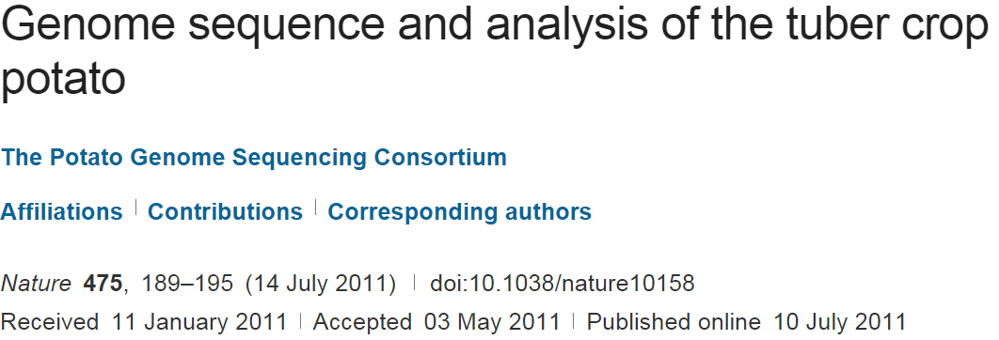 Genome sequence and analysis of the tuber crop
potato
The Potato Genome Sequencing Consortium
Affiliations | Contributions | Corresponding authors
Nature 475, 189–195 (14 July 2011) | doi:10.1038/nature10158
Received 11 January 2011 | Accepted 03 May 2011 | Published online 10 July 2011